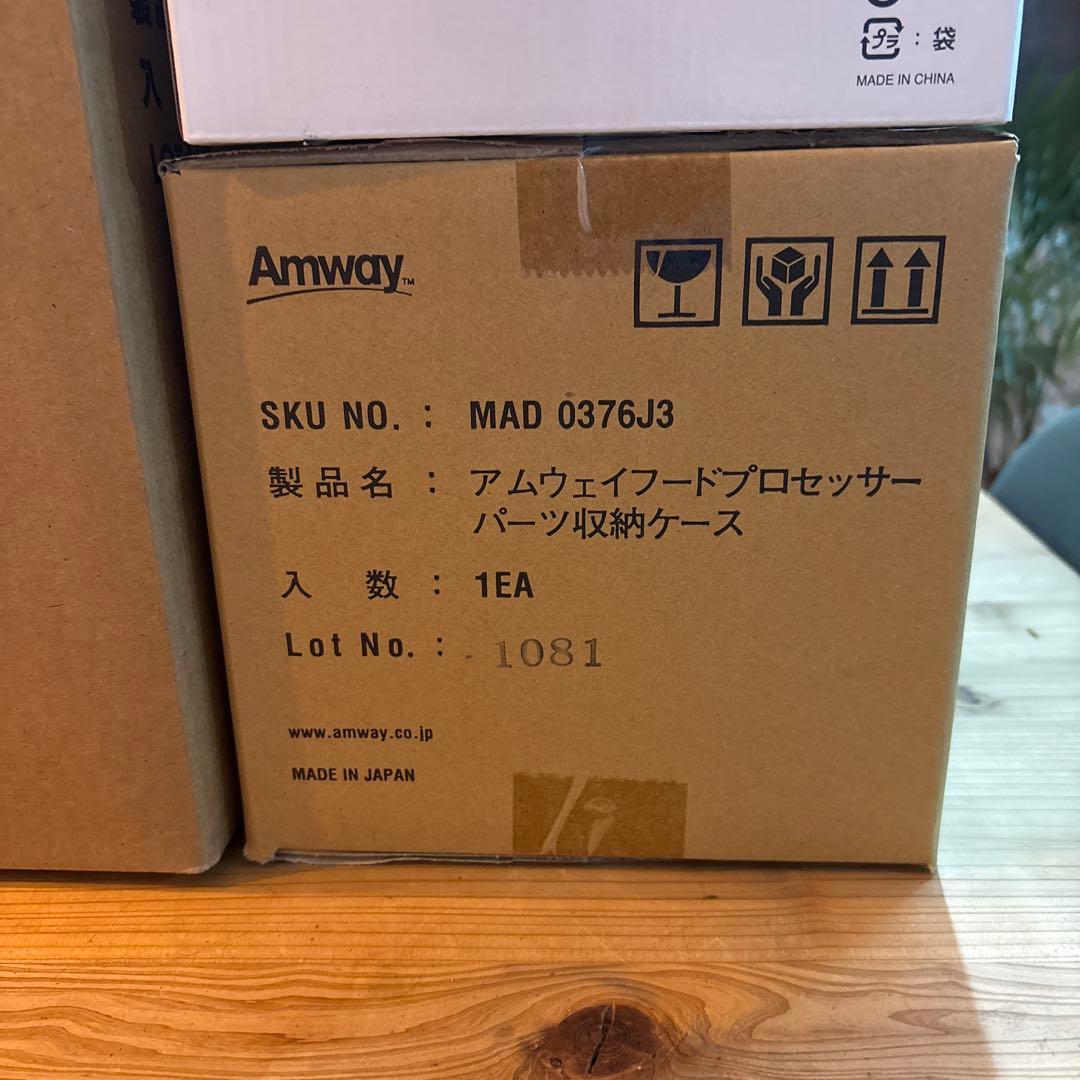 プラ : 袋
MADE IN CHINA
入
Amway™
SKU NO. : MAD 0376J3
製品名 : アムウェイフードプロセッサー
パーツ収納ケース
入 数 : 1EA
Lot No. : 1081
www.amway.co.jp
MADE IN JAPAN